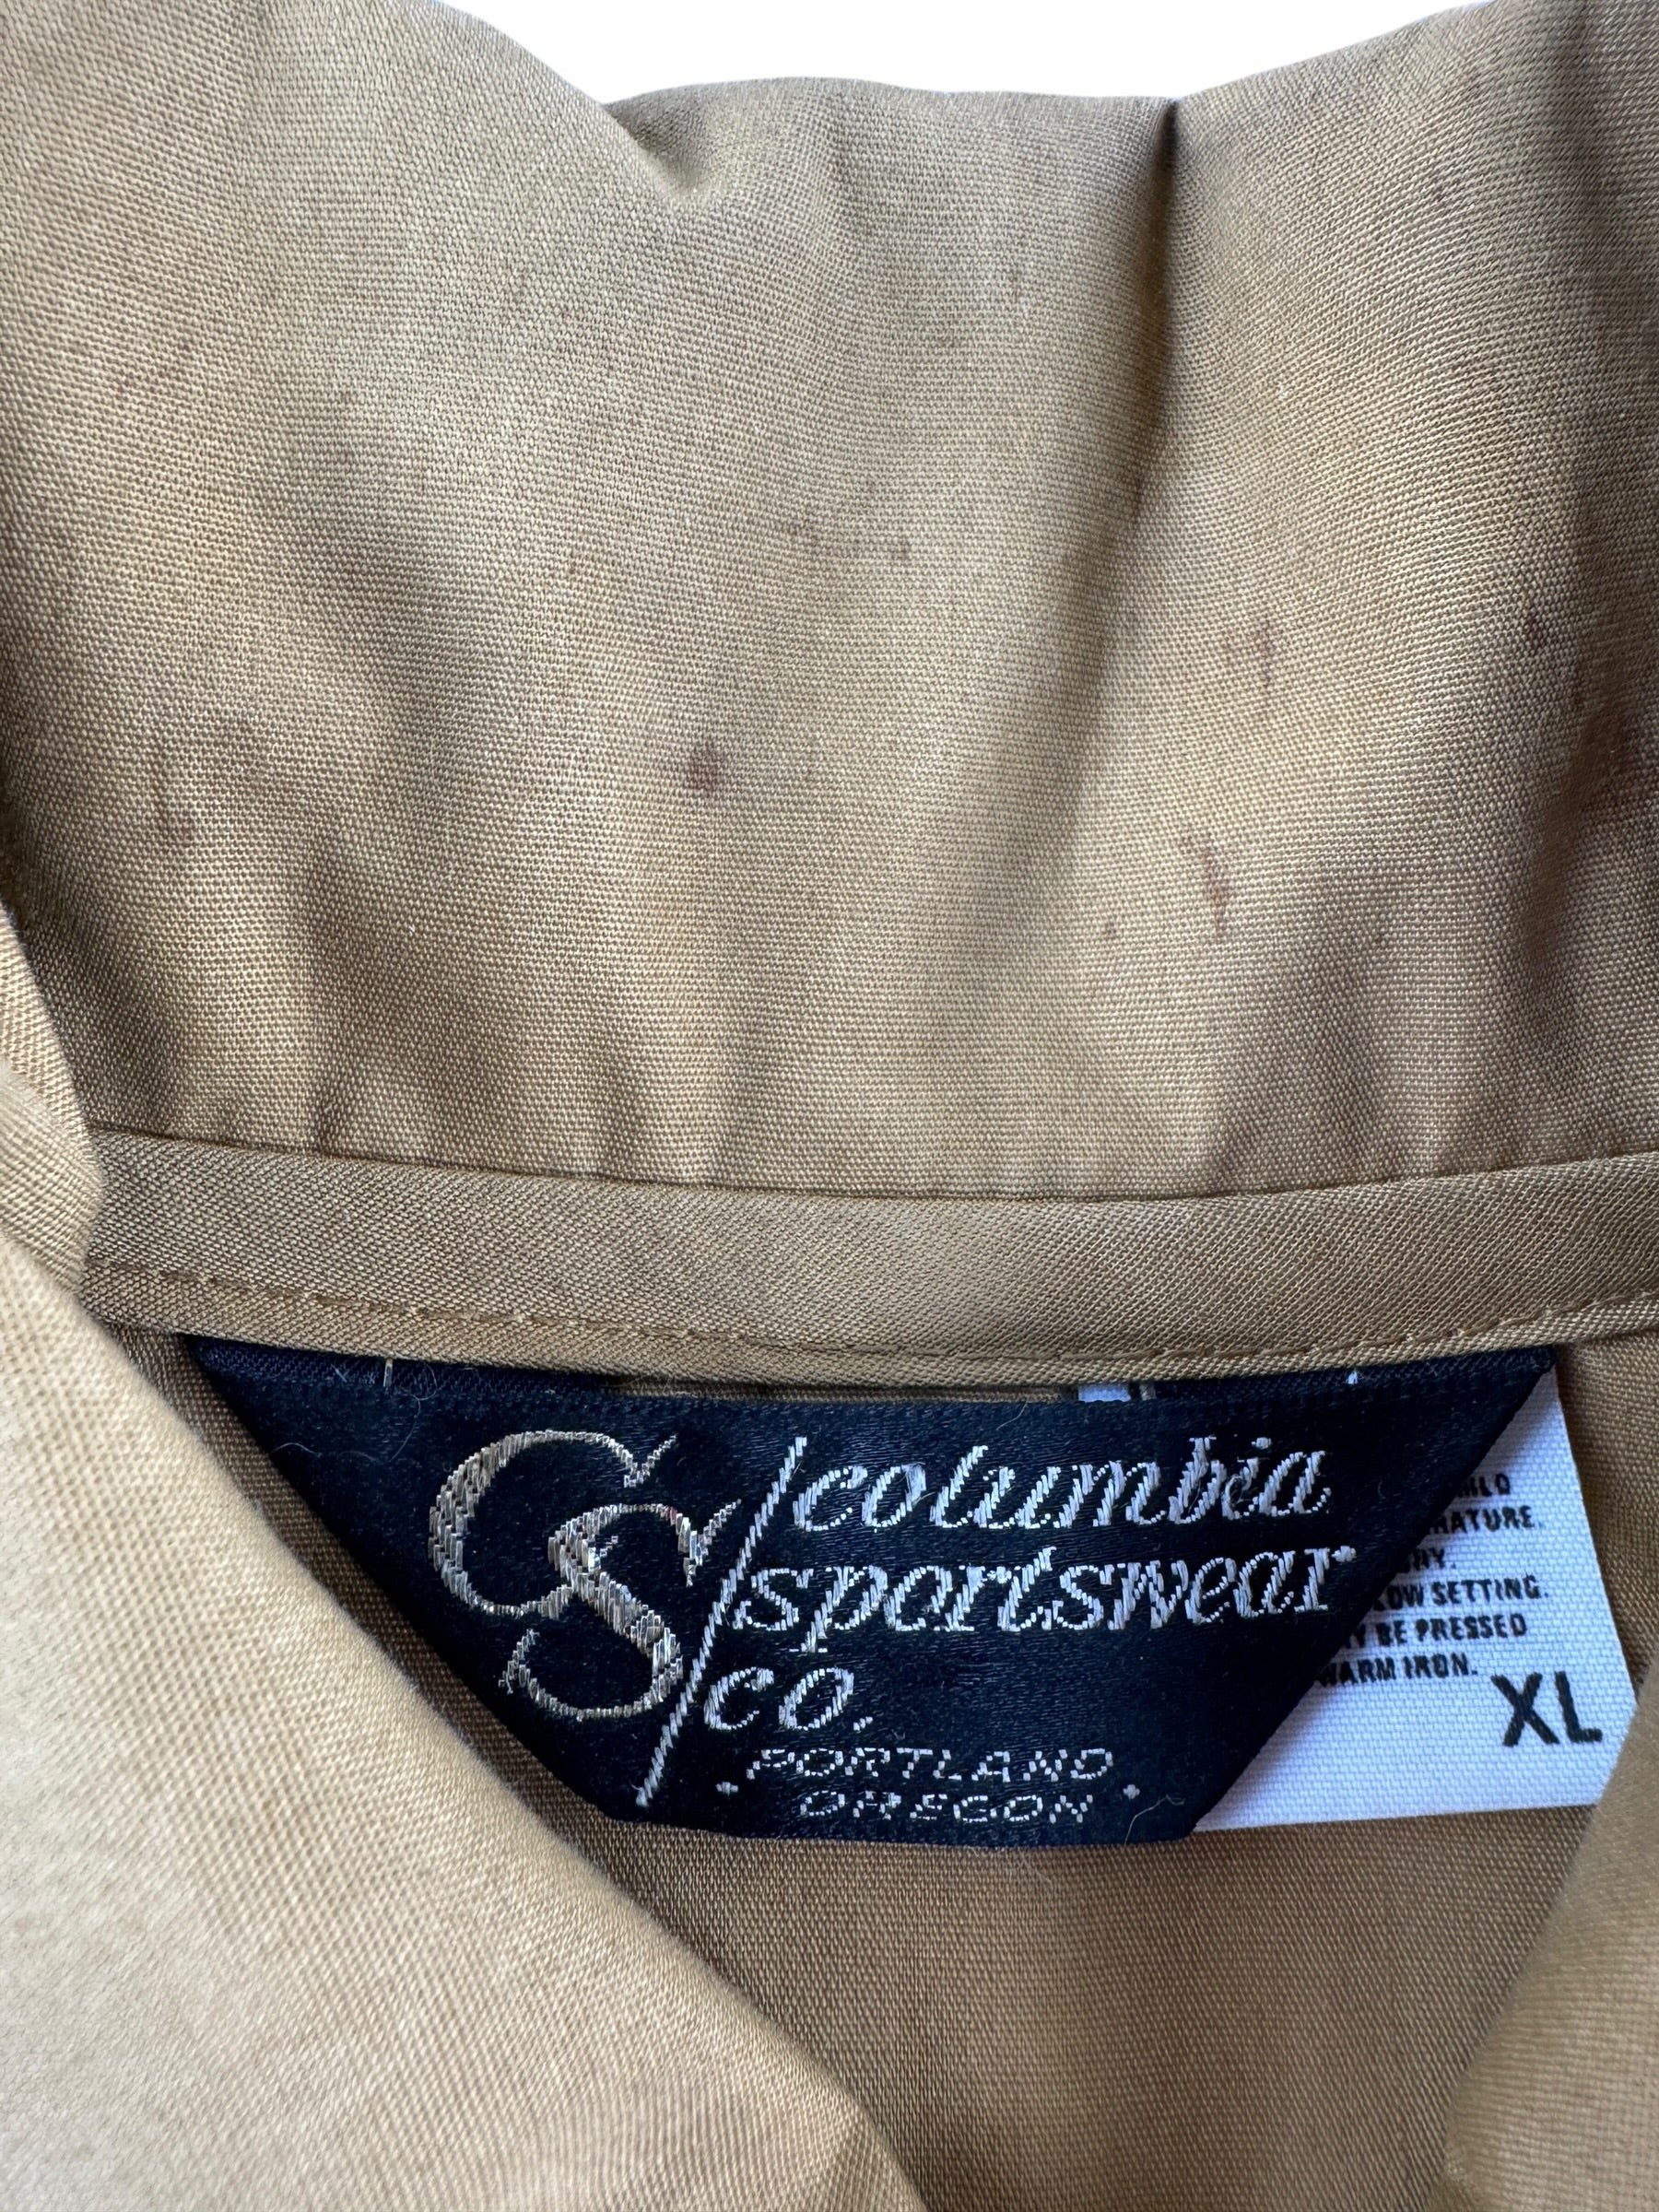 CS
columbia
sportswear
co.
. PORTLAND .
OREGON
LOW SETTING.
BE PRESSED
WARM IRON.
XL